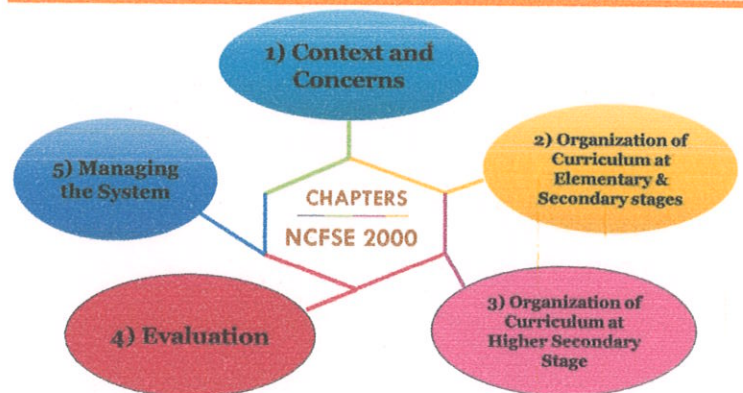 1) Context and
Concerns
2) Organization of
Curriculum at
Elementary &
Secondary stages
3) Organization of
Curriculum at
Higher Secondary
Stage
4) Evaluation
5) Managing
the System
CHAPTERS
NCFSE 2000